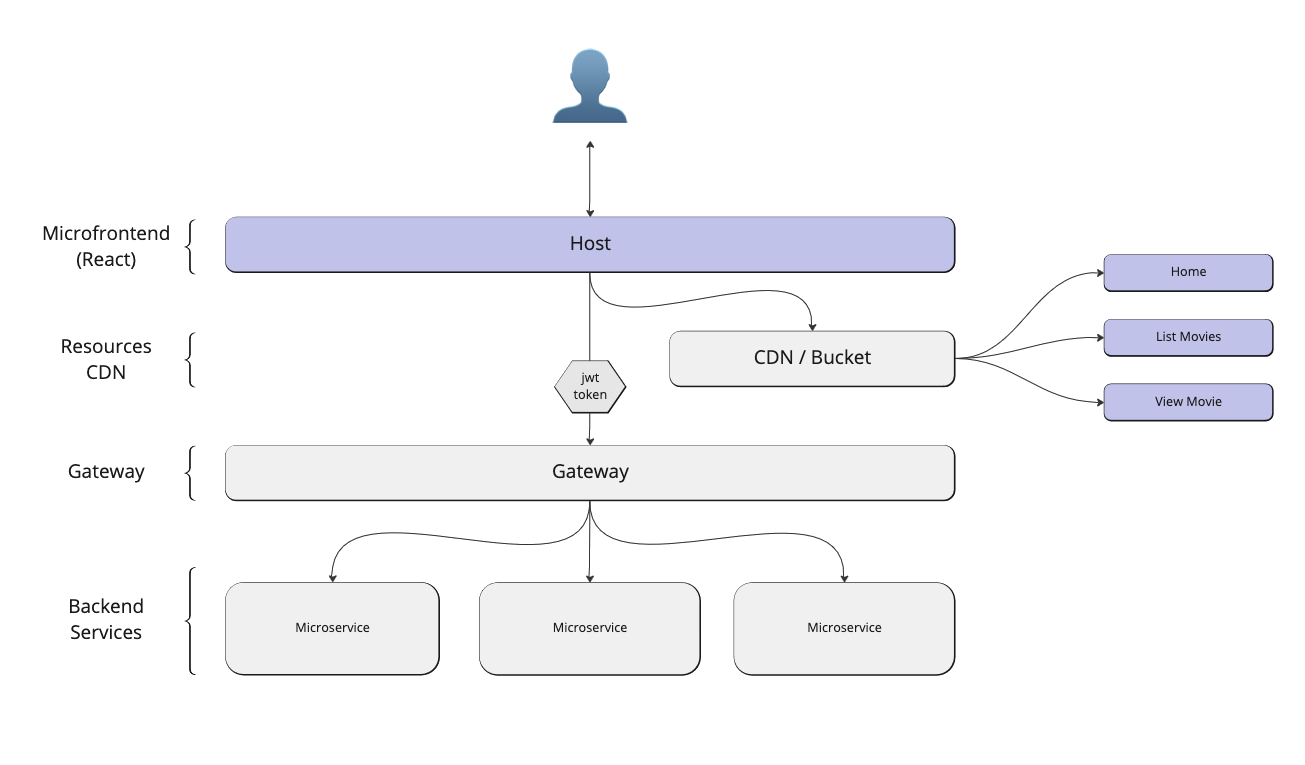 Microfrontend
(React)
Host
Home
List Movies
View Movie
Resources
CDN
CDN / Bucket
jwt
token
Gateway
Gateway
Backend
Services
Microservice
Microservice
Microservice